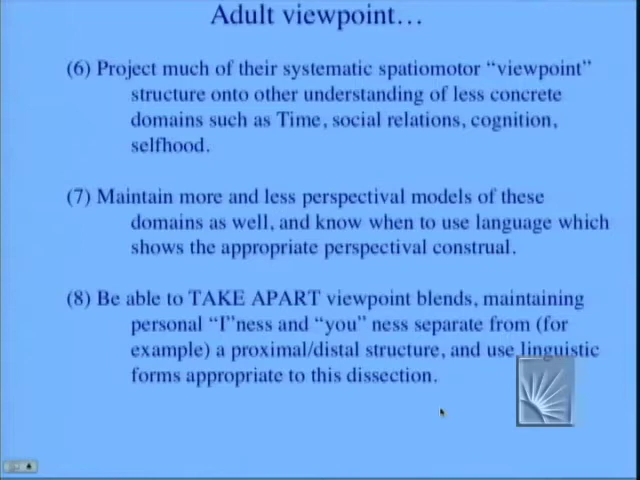 Adult viewpoint…
(6) Project much of their systematic spatiomotor “viewpoint”
structure onto other understanding of less concrete
domains such as Time, social relations, cognition,
selfhood.
(7) Maintain more and less perspectival models of these
domains as well, and know when to use language which
shows the appropriate perspectival construal.
(8) Be able to TAKE APART viewpoint blends, maintaining
personal “I”ness and “you” ness separate from (for
example) a proximal/distal structure, and use linguistic
forms appropriate to this dissection.